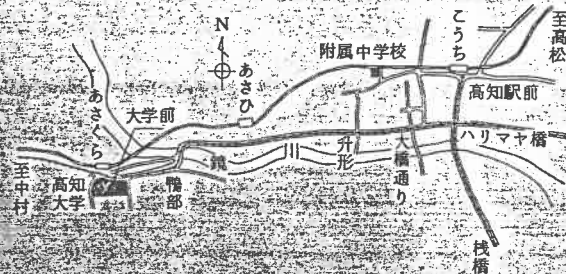 N
至高松
こうち
附属中学校
高知駅前
あさひ
大学前
あさくら
升形
大橋通り
ハリマヤ橋
鏡
川
至中村
高知
大学
鴨部
桟橋